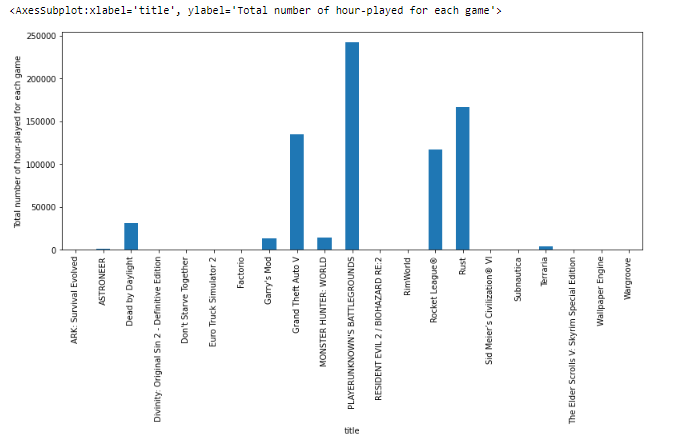 <AxesSubplot:xlabel='title', ylabel='Total number of hour-played for each game'>
Total number of hour-played for each game
250000
200000
150000
100000
50000
0
ARK: Survival Evolved
ASTRONEER
Dead by Daylight
Divinity: Original Sin 2 - Definitive Edition
Don't Starve Together
Euro Truck Simulator 2
Factorio
Garry's Mod
Grand Theft Auto V
MONSTER HUNTER: WORLD
PLAYERUNKNOWN'S BATTLEGROUNDS
RESIDENT EVIL 2 / BIOHAZARD RE:2
RimWorld
Rocket League®
Rust
Sid Meier's Civilization® VI
Subnautica
Terraria
The Elder Scrolls V: Skyrim Special Edition
Wallpaper Engine
Wargroove
title